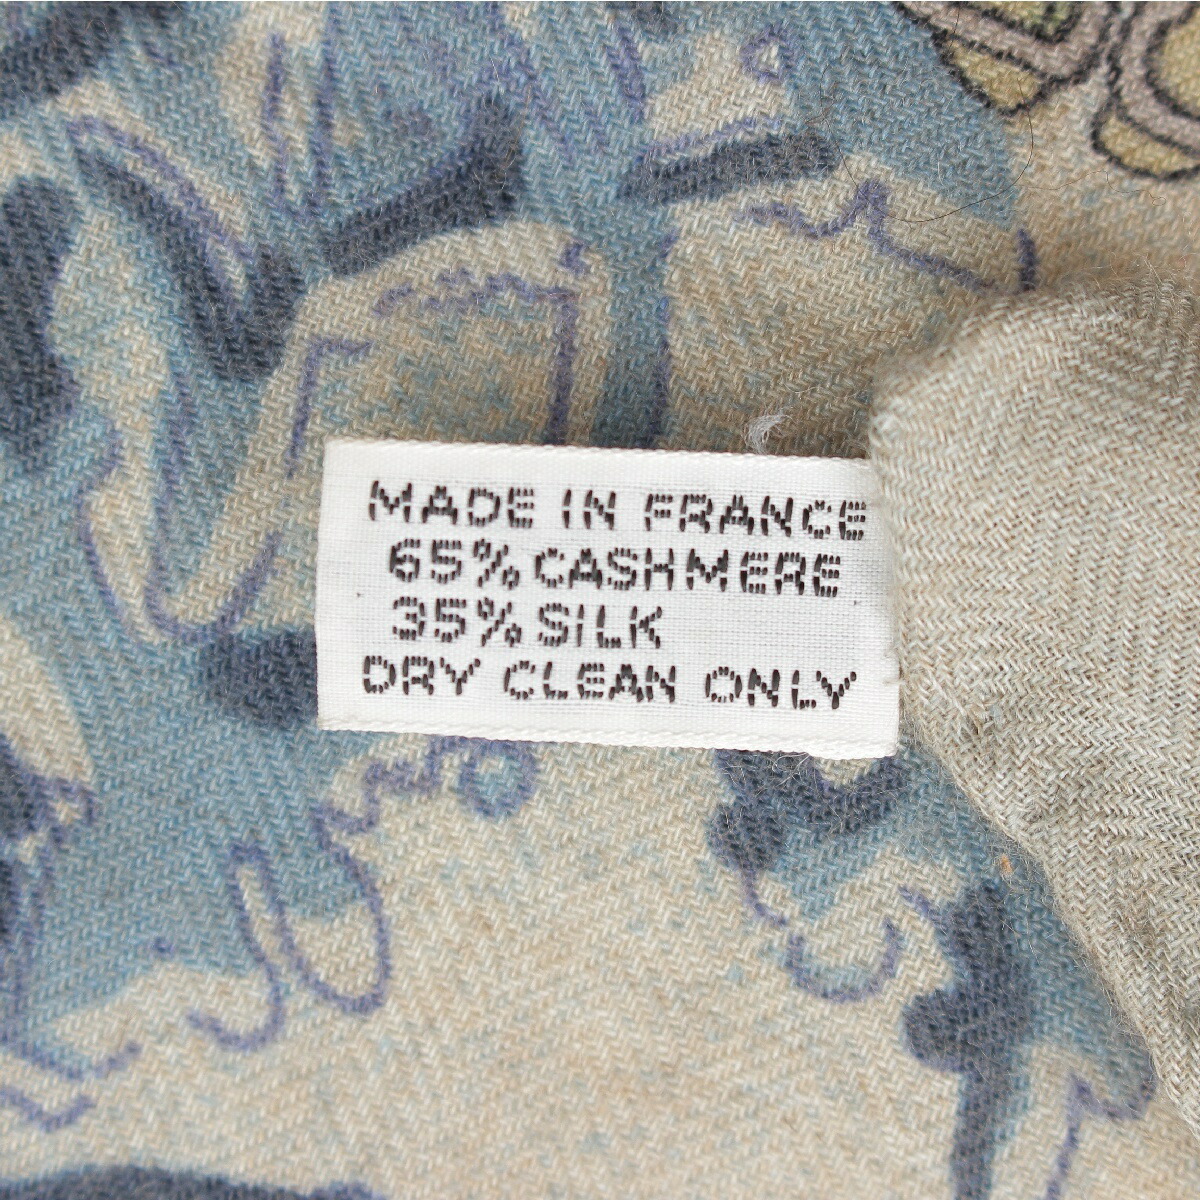 MADE IN FRANCE
65% CASHMERE
35% SILK
DRY CLEAN ONLY